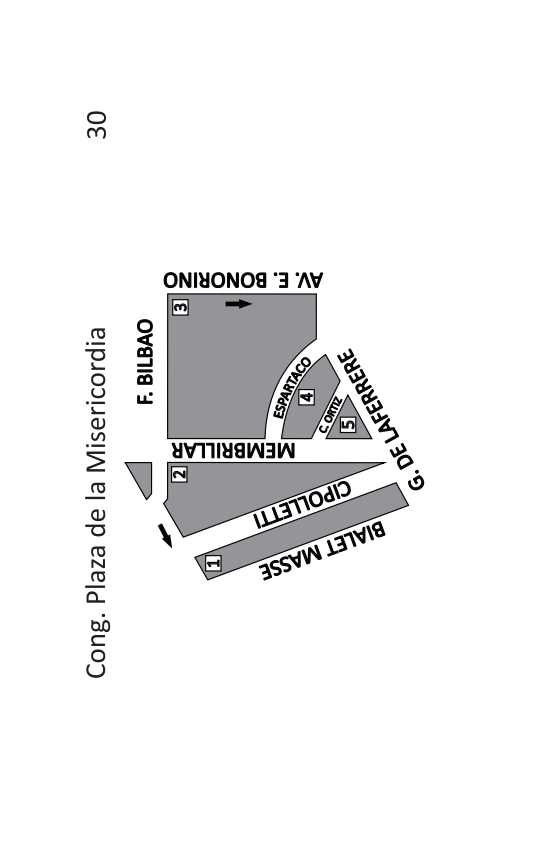 Cong. Plaza de la Misericordia 30
F. BILBAO
2
MEMBRILLAR
3
AV. E. BONORINO
1
BIALET MASSE
CIPOLLETTI
ESPARTACO
4
C. ORTIZ
5
G. DE LAFERRERE